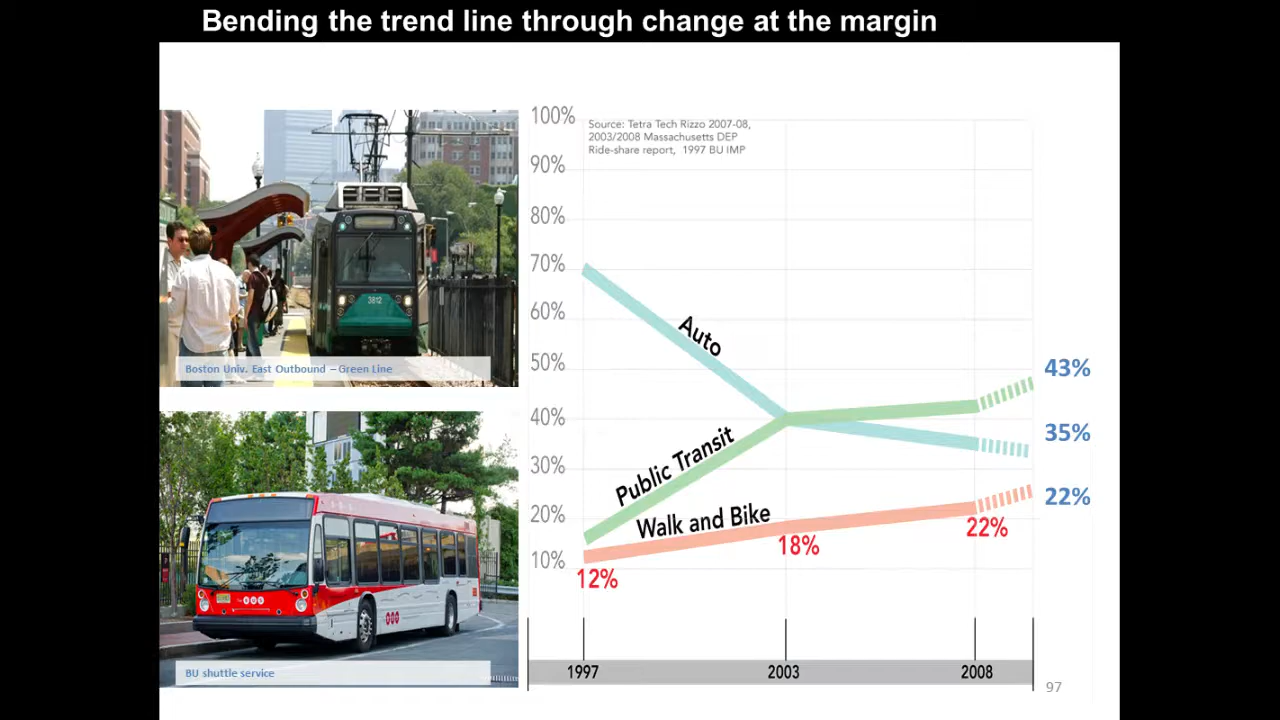 Bending the trend line through change at the margin
Boston Univ. East Outbound – Green Line
3812
BU shuttle service
Source: Tetra Tech Rizzo 2007-08,
2003/2008 Massachusetts DEP
Ride-share report, 1997 BU IMP
100%
90%
80%
70%
60%
50%
40%
30%
20%
10%
Auto
Public Transit
Walk and Bike
12%
18%
22%
43%
35%
22%
1997
2003
2008
97